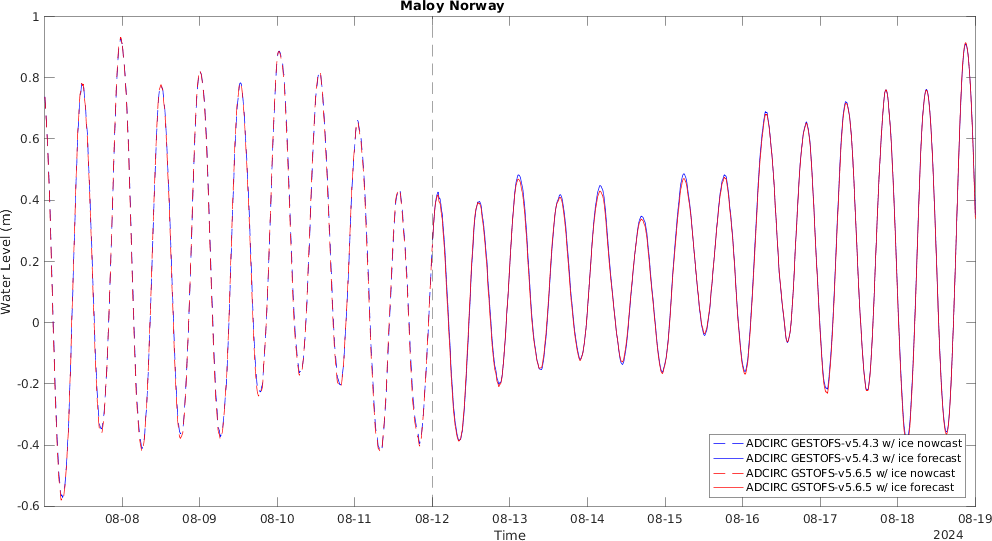 Maloy Norway
1
0.8
0.6
0.4
0.2
0
-0.2
-0.4
-0.6
Water Level (m)
ADCIRC GESTOFS-v5.4.3 w/ ice nowcast
ADCIRC GESTOFS-v5.4.3 w/ ice forecast
ADCIRC GSTOFS-v5.6.5 w/ ice nowcast
ADCIRC GSTOFS-v5.6.5 w/ ice forecast
08-08 08-09 08-10 08-11 08-12 08-13 08-14 08-15 08-16 08-17 08-18 08-19
Time
2024